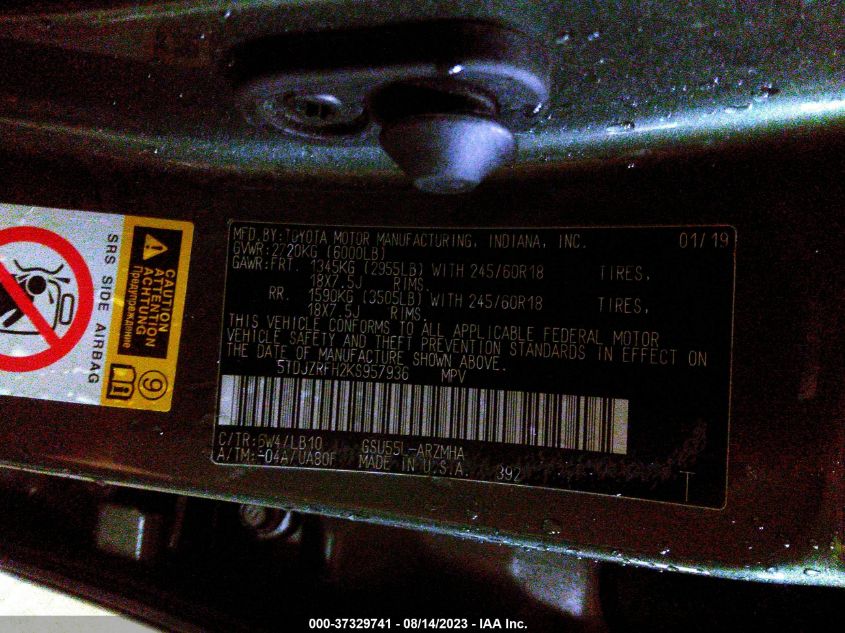 MFD. BY: TOYOTA MOTOR MANUFACTURING, INDIANA, INC. 01/19
GVWR: 2720KG (6000LB)
GAWR: FRT. 1345KG (2955LB) WITH 245/60R18 TIRES,
18X7.5J RIMS.
RR. 1590KG (3505LB) WITH 245/60R18 TIRES,
18X7.5J RIMS.
THIS VEHICLE CONFORMS TO ALL APPLICABLE FEDERAL MOTOR
VEHICLE SAFETY AND THEFT PREVENTION STANDARDS IN EFFECT ON
THE DATE OF MANUFACTURE SHOWN ABOVE.
5TDJZRFH2KS957936 MPV
C/TR: 6W4/LB10 GSU55L-ARZMHA
A/TM: -04A/UA80F MADE IN U.S.A. 392
T
SRS SIDE AIRBAG
CAUTION
ATTENTION
ACHTUNG
Предупреждение
9
000-37329741 - 08/14/2023 - IAA Inc.